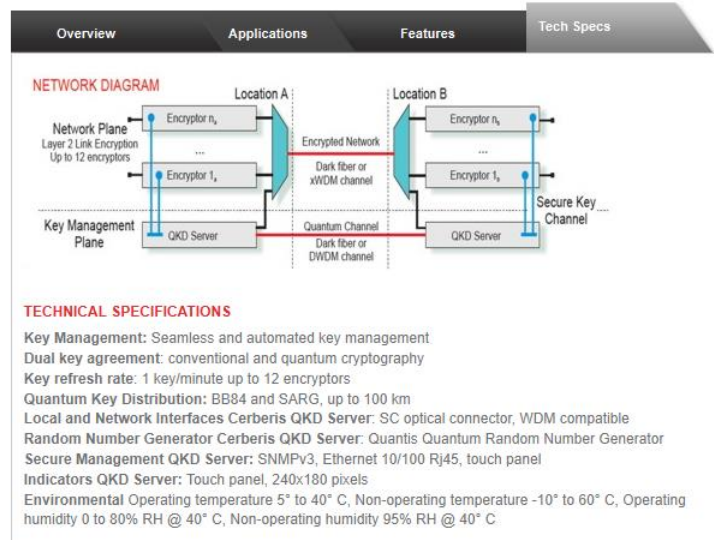 Overview
Applications
Features
Tech Specs
NETWORK DIAGRAM
Location A
Location B
Network Plane
Layer 2 Link Encryption
Up to 12 encryptors
Encryptor nₐ
...
Encryptor 1ₐ
Encrypted Network
Dark fiber or
xWDM channel
Encryptor nᵦ
...
Encryptor 1ᵦ
Secure Key
Channel
Key Management
Plane
QKD Server
Quantum Channel
Dark fiber or
DWDM channel
QKD Server
TECHNICAL SPECIFICATIONS
Key Management: Seamless and automated key management
Dual key agreement: conventional and quantum cryptography
Key refresh rate: 1 key/minute up to 12 encryptors
Quantum Key Distribution: BB84 and SARG, up to 100 km
Local and Network Interfaces Cerberis QKD Server: SC optical connector, WDM compatible
Random Number Generator Cerberis QKD Server: Quantis Quantum Random Number Generator
Secure Management QKD Server: SNMPv3, Ethernet 10/100 Rj45, touch panel
Indicators QKD Server: Touch panel, 240x180 pixels
Environmental Operating temperature 5° to 40° C, Non-operating temperature -10° to 60° C, Operating
humidity 0 to 80% RH @ 40° C, Non-operating humidity 95% RH @ 40° C